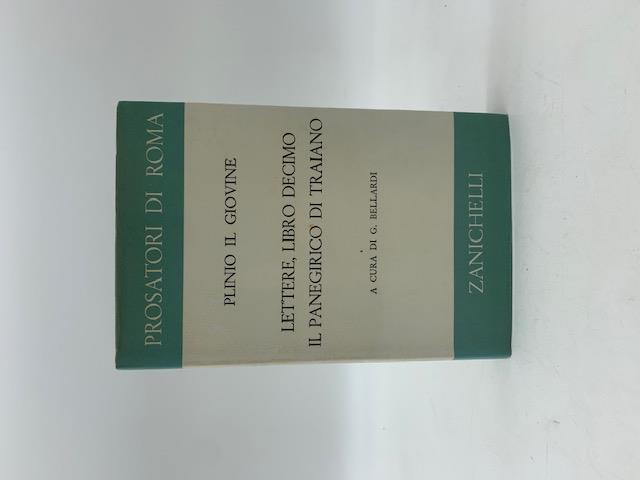 PROSATORI DI ROMA
PLINIO IL GIOVINE
LETTERE, LIBRO DECIMO
IL PANEGIRICO DI TRAIANO
A CURA DI G. BELLARDI
ZANICHELLI